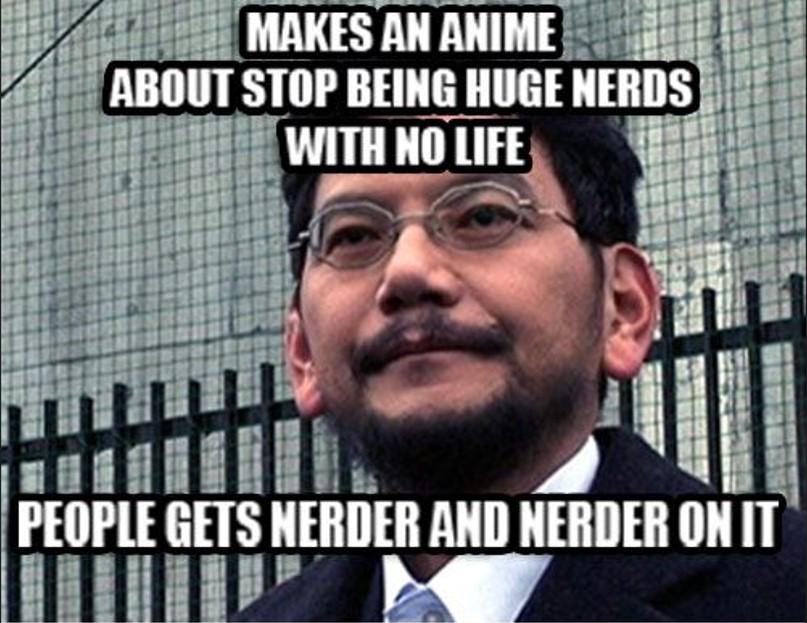 MAKES AN ANIME
ABOUT STOP BEING HUGE NERDS
WITH NO LIFE
PEOPLE GETS NERDER AND NERDER ON IT